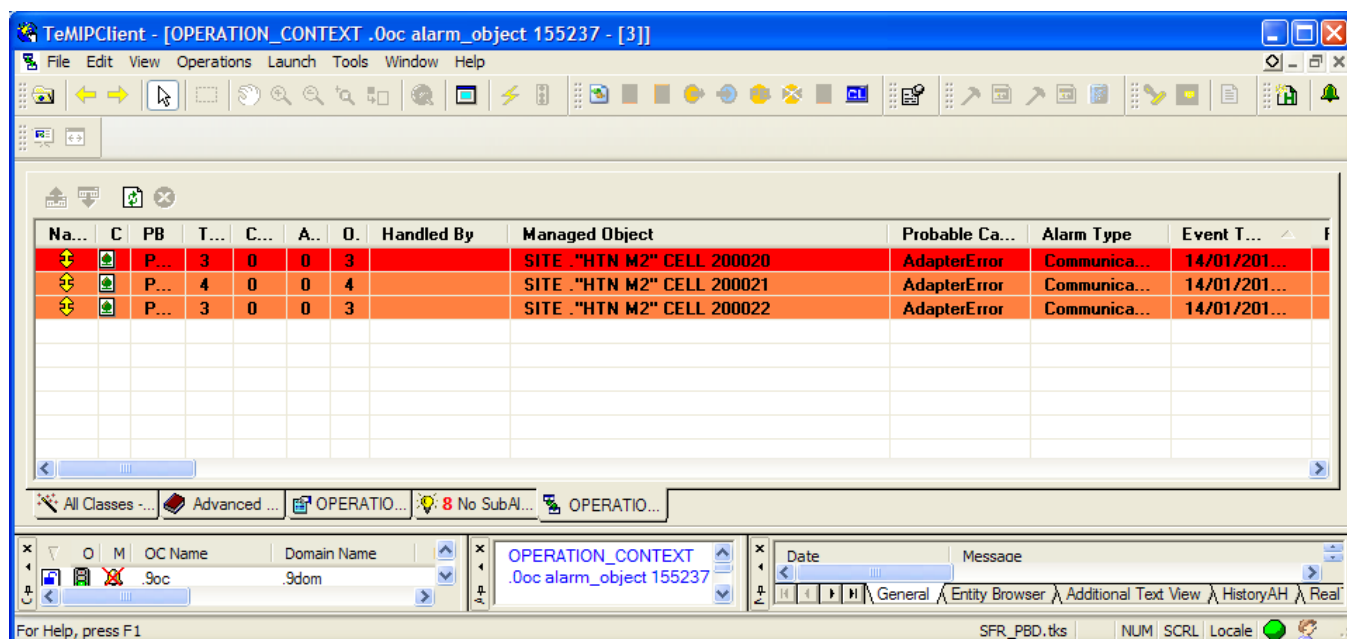 TeMIPClient - [OPERATION_CONTEXT .0oc alarm_object 155237 - [3]]
File Edit View Operations Launch Tools Window Help
CL
Na... C PB T... C... A.. O. Handled By Managed Object Probable Ca... Alarm Type Event T...
P... 3 0 0 3 SITE ."HTN M2" CELL 200020 AdapterError Communica... 14/01/201...
P... 4 0 0 4 SITE ."HTN M2" CELL 200021 AdapterError Communica... 14/01/201...
P... 3 0 0 3 SITE ."HTN M2" CELL 200022 AdapterError Communica... 14/01/201...
All Classes -... Advanced ... OPERATIO... 8 No SubAl... OPERATIO...
O M OC Name Domain Name
.9oc .9dom
OPERATION_CONTEXT
.0oc alarm_object 155237
Date Message
General Entity Browser Additional Text View HistoryAH Real
For Help, press F1 SFR_PBD.tks NUM SCRL Locale